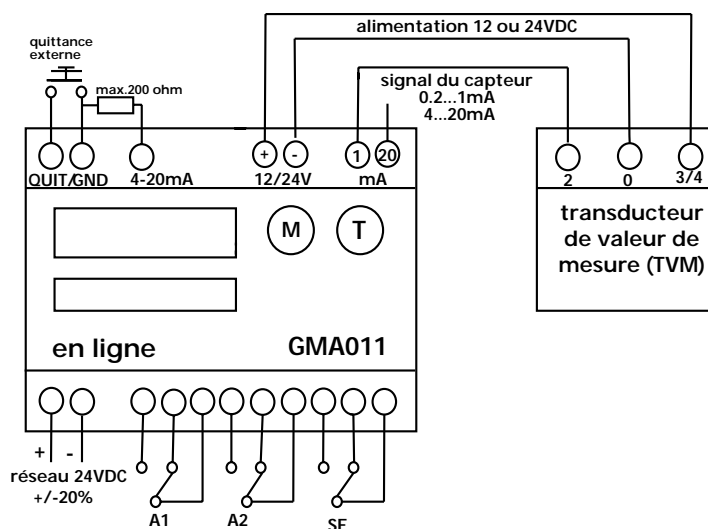 quittance
externe
max.200 ohm
alimentation 12 ou 24VDC
signal du capteur
0.2...1mA
4...20mA
+
-
1
20
QUIT/GND
4-20mA
12/24V
mA
2
0
3/4
M
T
transducteur
de valeur de
mesure (TVM)
en ligne
GMA011
+
-
réseau 24VDC
+/-20%
A1
A2
SF